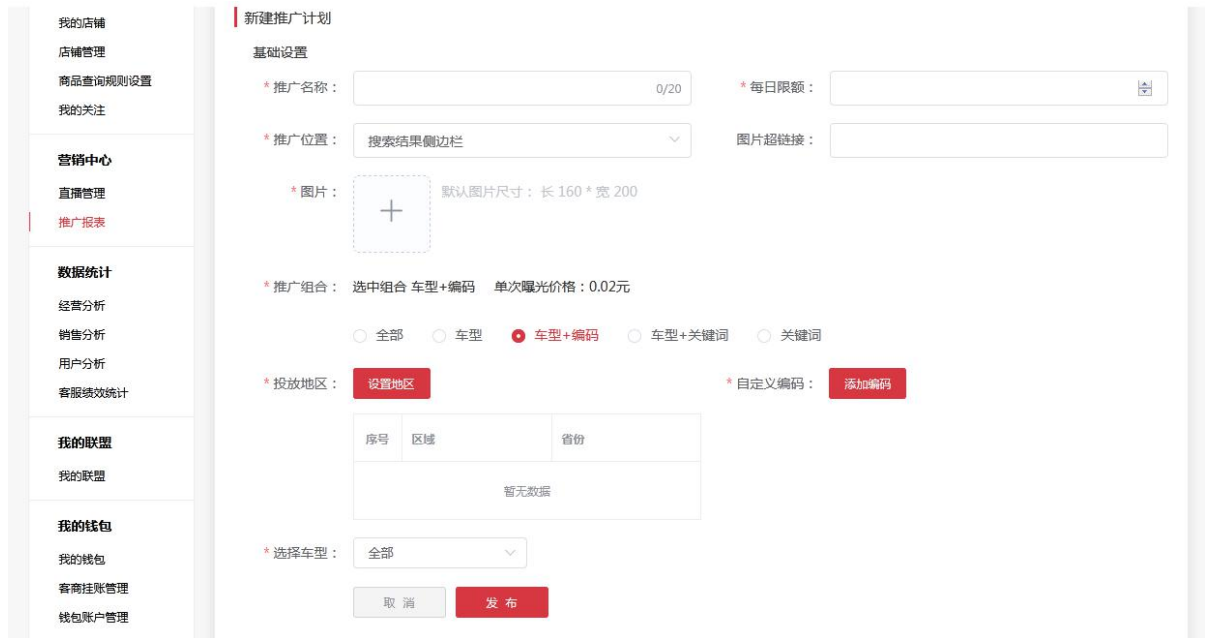 我的店铺
店铺管理
商品查询规则设置
我的关注
营销中心
直播管理
推广报表
数据统计
经营分析
销售分析
用户分析
客服绩效统计
我的联盟
我的联盟
我的钱包
我的钱包
客商挂账管理
钱包账户管理
新建推广计划
基础设置
* 推广名称： 0/20 * 每日限额：
* 推广位置： 搜索结果侧边栏 图片超链接：
* 图片： 默认图片尺寸： 长 160 * 宽 200
* 推广组合： 选中组合 车型+编码 单次曝光价格：0.02元
全部 车型 车型+编码 车型+关键词 关键词
* 投放地区： 设置地区 * 自定义编码： 添加编码
序号 区域 省份
暂无数据
* 选择车型： 全部
取 消 发 布